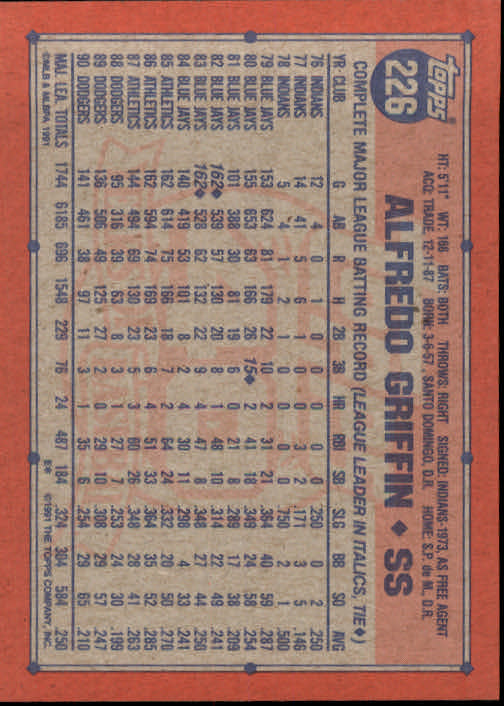 topps®
226
HT: 5'11" WT: 166 BATS: BOTH THROWS: RIGHT SIGNED: INDIANS-1973, AS FREE AGENT
ACQ: TRADE, 12-11-87 BORN: 3-6-57, SANTO DOMINGO, D.R. HOME: S.P. de M., D.R.
ALFREDO GRIFFIN ♦ SS
COMPLETE MAJOR LEAGUE BATTING RECORD (LEAGUE LEADER IN ITALICS, TIE♦)
YR CLUB G AB R H 2B 3B HR RBI SB SLG BB SO AVG
76 INDIANS 12 4 0 1 0 0 0 0 0 .250 0 2 .250
77 INDIANS 14 41 5 6 1 0 0 3 2 .171 3 5 .146
78 INDIANS 5 4 1 2 1 0 0 0 0 .750 2 1 .500
79 BLUE JAYS 153 624 81 179 22 10 2 31 21 .364 40 59 .287
80 BLUE JAYS 155 653 63 166 26 15♦ 2 41 18 .349 24 58 .254
81 BLUE JAYS 101 388 30 81 19 6 0 21 8 .289 17 38 .209
82 BLUE JAYS 162♦ 539 57 130 20 8 1 48 10 .314 22 49 .241
83 BLUE JAYS 162♦ 528 62 132 22 9 4 47 8 .348 27 44 .250
84 BLUE JAYS 140 419 53 101 8 2 4 30 11 .298 4 33 .241
85 ATHLETICS 162 614 75 166 18 7 2 64 24 .332 20 50 .270
86 ATHLETICS 162 594 74 169 23 6 4 51 33 .364 35 52 .285
87 ATHLETICS 144 494 69 130 23 5 3 60 26 .348 28 41 .263
88 DODGERS 95 316 39 63 8 3 1 27 7 .253 24 30 .199
89 DODGERS 136 506 49 125 27 2 0 29 10 .308 29 57 .247
90 DODGERS 141 461 38 97 11 3 1 35 6 .254 29 65 .210
MAJ. LEA. TOTALS 1744 6185 696 1548 229 76 24 487 184 .324 304 584 .250
©MLB & MLBPA 1991 E* ©1991 THE TOPPS COMPANY, INC.